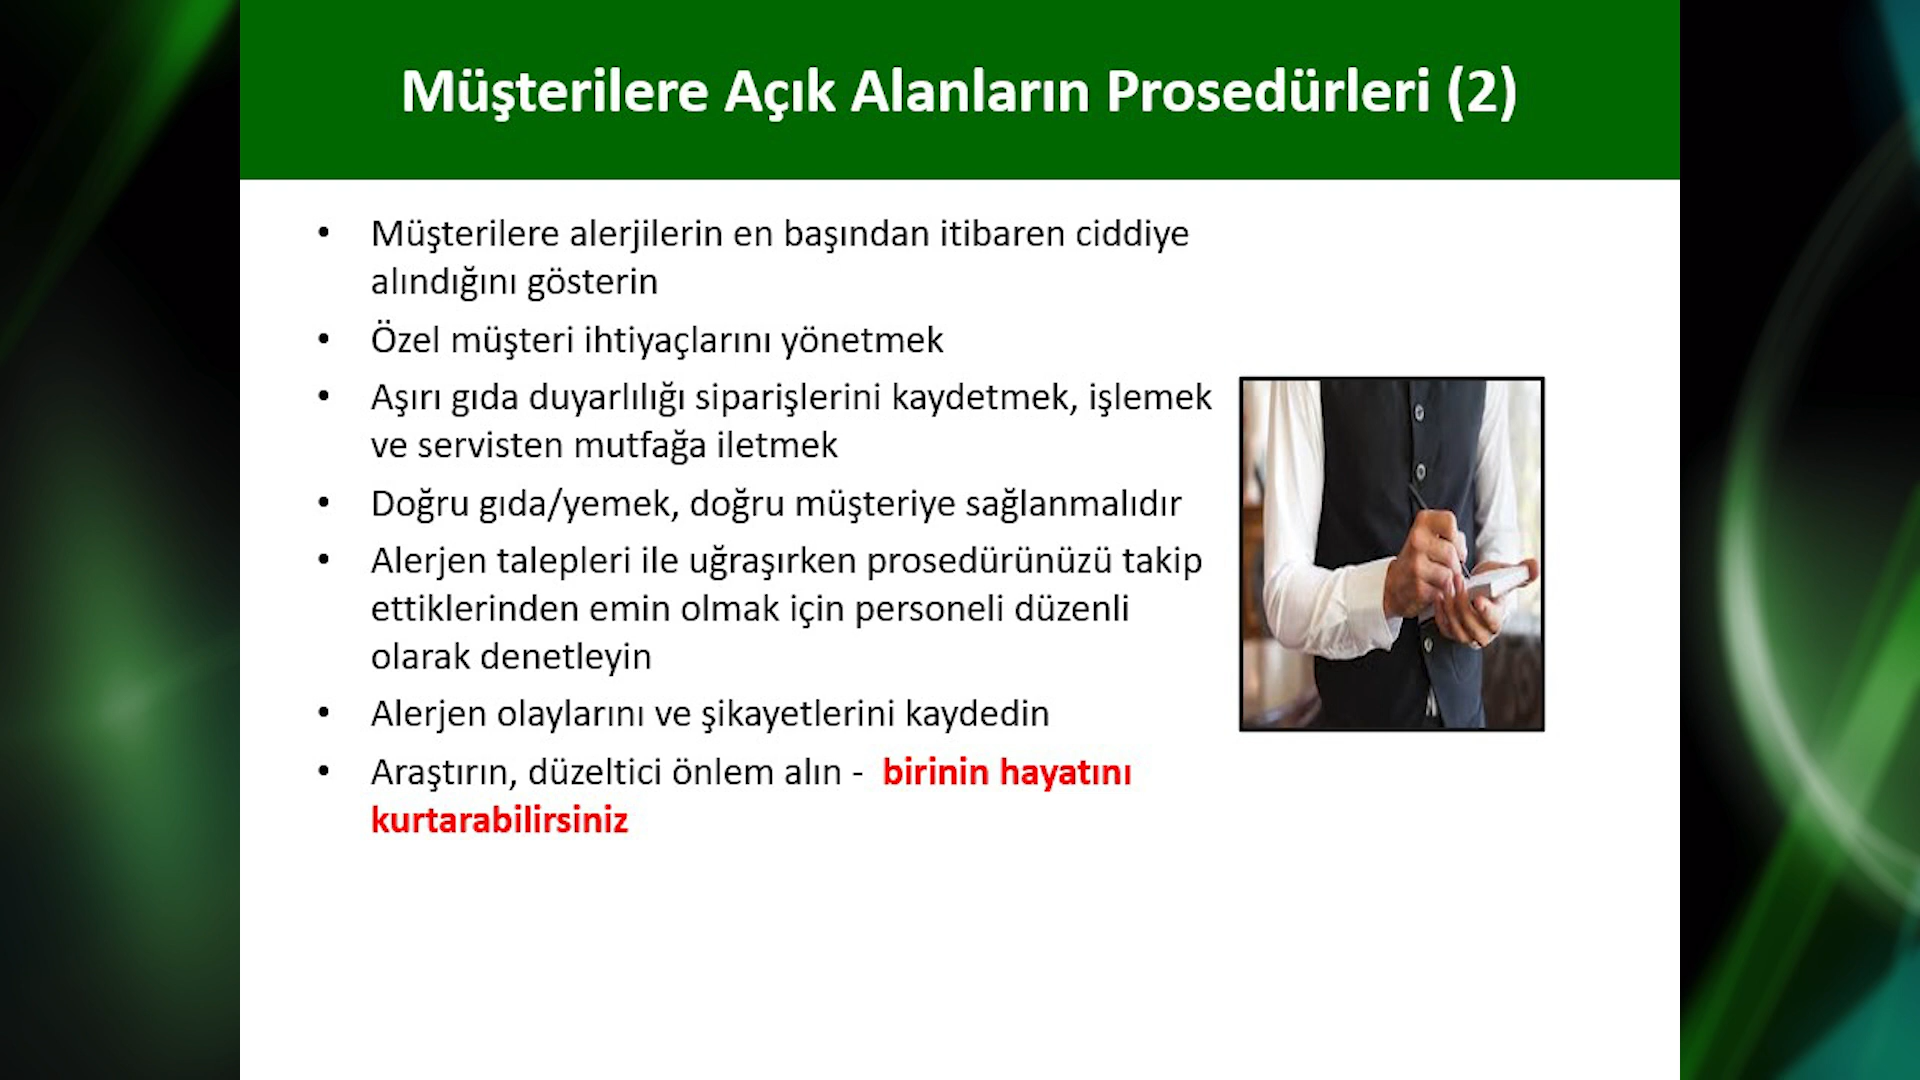 Müşterilere Açık Alanların Prosedürleri (2)
• Müşterilere alerjilerin en başından itibaren ciddiye
alındığını gösterin
• Özel müşteri ihtiyaçlarını yönetmek
• Aşırı gıda duyarlılığı siparişlerini kaydetmek, işlemek
ve servisten mutfağa iletmek
• Doğru gıda/yemek, doğru müşteriye sağlanmalıdır
• Alerjen talepleri ile uğraşırken prosedürünüzü takip
ettiklerinden emin olmak için personeli düzenli
olarak denetleyin
• Alerjen olaylarını ve şikayetlerini kaydedin
• Araştırın, düzeltici önlem alın - birinin hayatını
kurtarabilirsiniz